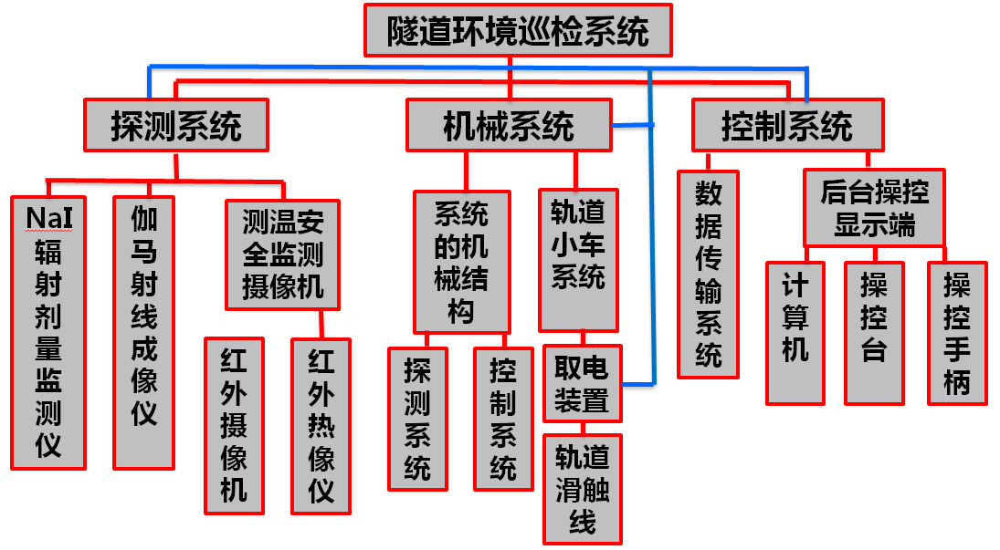 隧道环境巡检系统
探测系统
机械系统
控制系统
NaI
辐
射
剂
量
监
测
仪
伽
马
射
线
成
像
仪
测温安
全监测
摄像机
红
外
摄
像
机
红
外
热
像
仪
系统
的机
械结
构
探
测
系
统
控
制
系
统
轨道
小车
系统
取电
装置
轨道
滑触
线
数
据
传
输
系
统
后台操控
显示端
计
算
机
操
控
台
操
控
手
柄